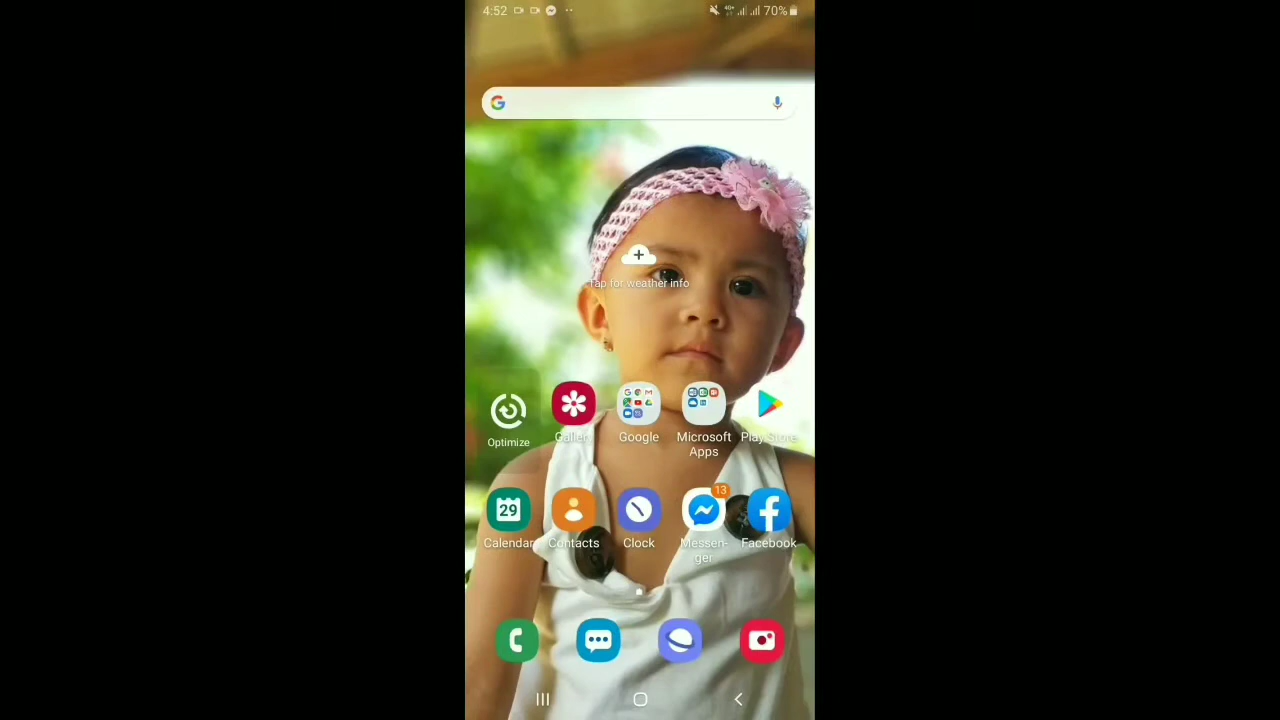 4:52
4G+
70%
G
Tap for weather info
Optimize
Gallery
Google
Microsoft
Apps
Play Store
29
13
Calendar
Contacts
Clock
Messen-
ger
Facebook